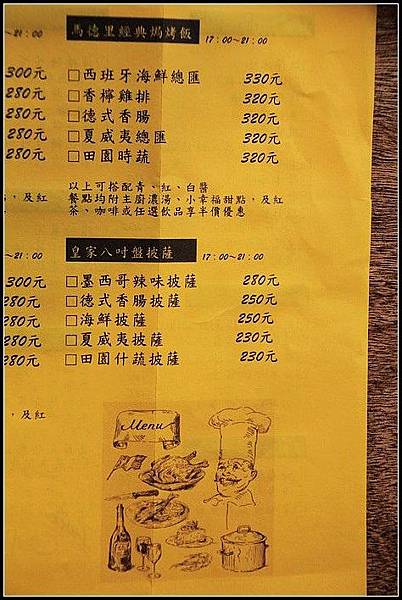 ~21:00
馬德里經典焗烤飯 17:00~21:00
300元 □西班牙海鮮總匯 330元
280元 □香檸雞排 320元
280元 □德式香腸 320元
280元 □夏威夷總匯 320元
280元 □田園時蔬 320元
以上可搭配青、紅、白醬
，及紅 餐點均附主廚濃湯、小幸福甜點，及紅
茶、咖啡或任選飲品享半價優惠
~21:00
皇家八吋盤披薩 17:00~21:00
300元 □墨西哥辣味披薩 280元
280元 □德式香腸披薩 250元
280元 □海鮮披薩 250元
280元 □夏威夷披薩 230元
280元 □田園什蔬披薩 230元
，及紅
Menu